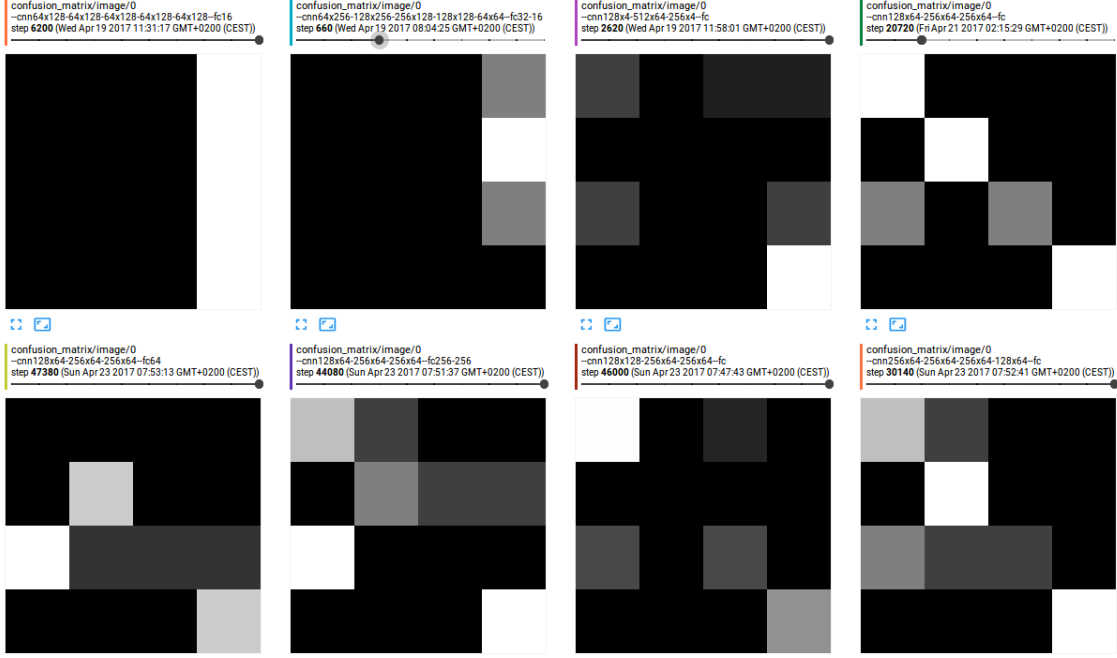 confusion_matrix/image/0
--cnn64x128-64x128-64x128-64x128-64x128--fc16
step 6200 (Wed Apr 19 2017 11:31:17 GMT+0200 (CEST))
confusion_matrix/image/0
--cnn64x256-128x256-256x128-128x128-64x64--fc32-16
step 660 (Wed Apr 19 2017 08:04:25 GMT+0200 (CEST))
confusion_matrix/image/0
--cnn128x4-512x64-256x4--fc
step 2620 (Wed Apr 19 2017 11:58:01 GMT+0200 (CEST))
confusion_matrix/image/0
--cnn128x64-256x64-256x64--fc
step 20720 (Fri Apr 21 2017 02:15:29 GMT+0200 (CEST))
confusion_matrix/image/0
--cnn128x64-256x64-256x64--fc64
step 47380 (Sun Apr 23 2017 07:53:13 GMT+0200 (CEST))
confusion_matrix/image/0
--cnn128x64-256x64-256x64--fc256-256
step 44080 (Sun Apr 23 2017 07:51:37 GMT+0200 (CEST))
confusion_matrix/image/0
--cnn128x128-256x64-256x64--fc
step 46000 (Sun Apr 23 2017 07:47:43 GMT+0200 (CEST))
confusion_matrix/image/0
--cnn256x64-256x64-256x64-128x64--fc
step 30140 (Sun Apr 23 2017 07:52:41 GMT+0200 (CEST))